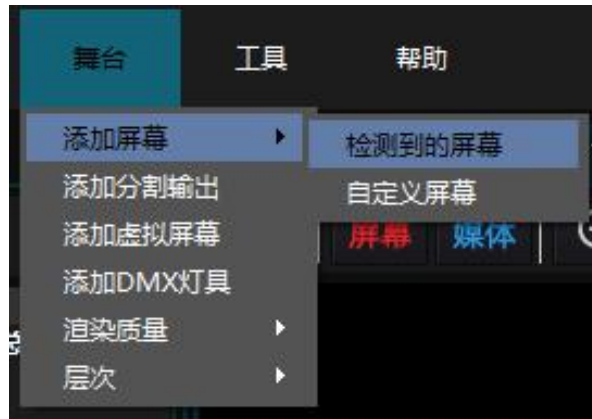 舞台 工具 帮助
添加屏幕 检测到的屏幕
添加分割输出 自定义屏幕
添加虚拟屏幕 屏幕 媒体
添加DMX灯具
渲染质量
层次